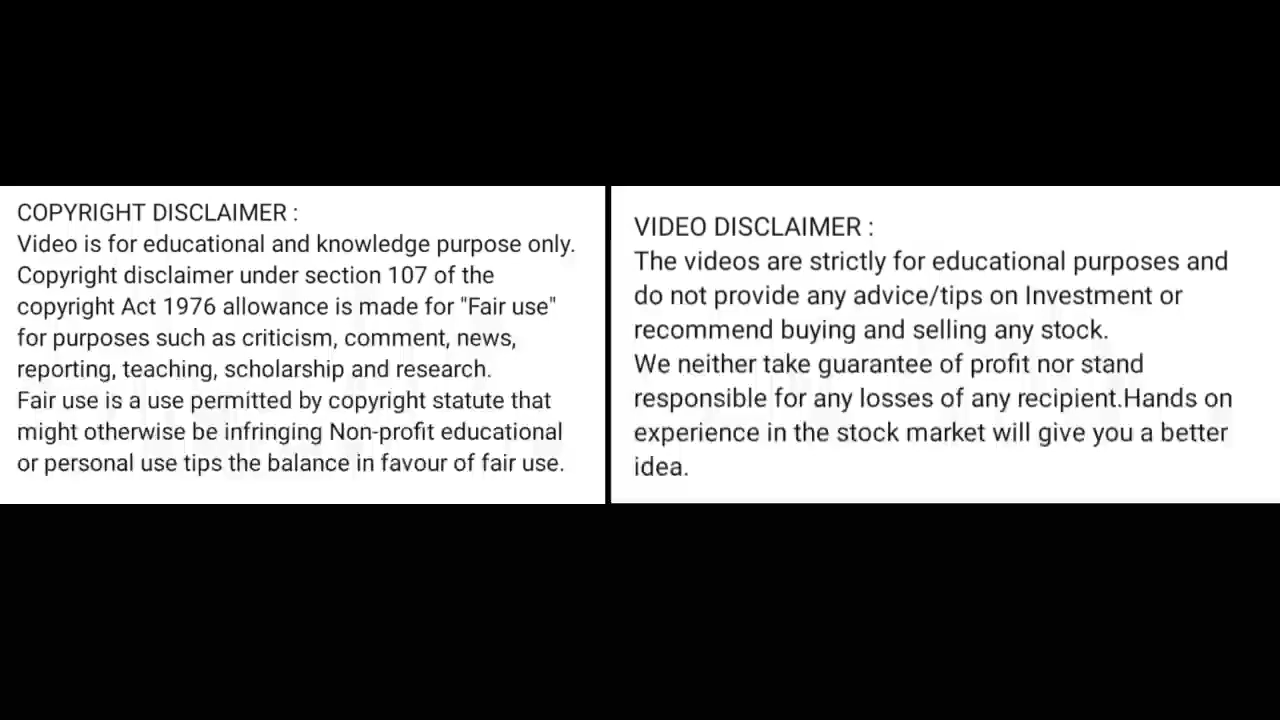 COPYRIGHT DISCLAIMER :
Video is for educational and knowledge purpose only.
Copyright disclaimer under section 107 of the
copyright Act 1976 allowance is made for "Fair use"
for purposes such as criticism, comment, news,
reporting, teaching, scholarship and research.
Fair use is a use permitted by copyright statute that
might otherwise be infringing Non-profit educational
or personal use tips the balance in favour of fair use.
VIDEO DISCLAIMER :
The videos are strictly for educational purposes and
do not provide any advice/tips on Investment or
recommend buying and selling any stock.
We neither take guarantee of profit nor stand
responsible for any losses of any recipient.Hands on
experience in the stock market will give you a better
idea.